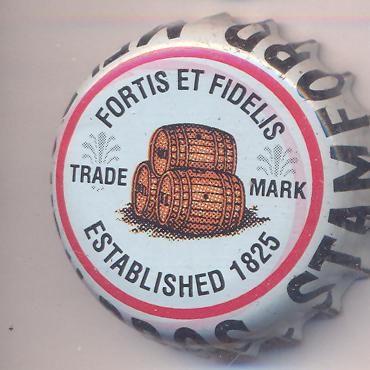 FORTIS ET FIDELIS
TRADE MARK
ESTABLISHED 1825
STAMFORD